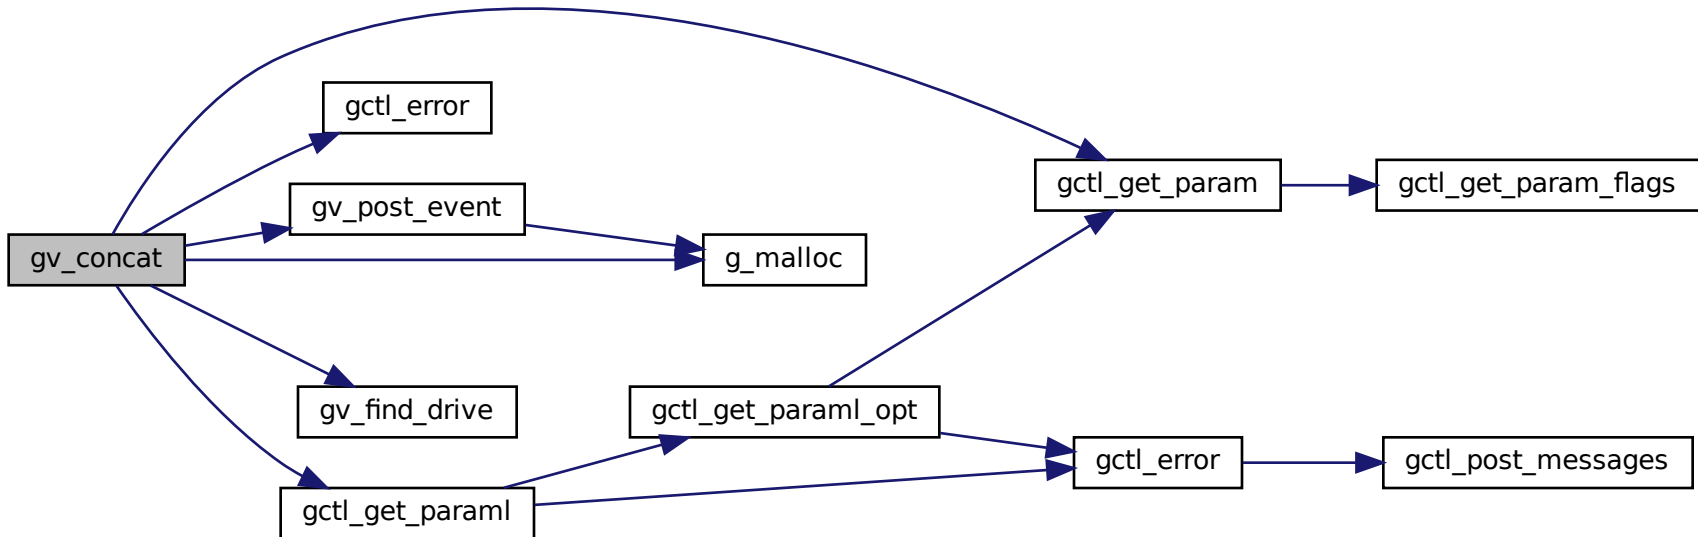 gctl_error
gctl_get_param
gctl_get_param_flags
gv_post_event
gv_concat
g_malloc
gv_find_drive
gctl_get_paraml_opt
gctl_error
gctl_post_messages
gctl_get_paraml